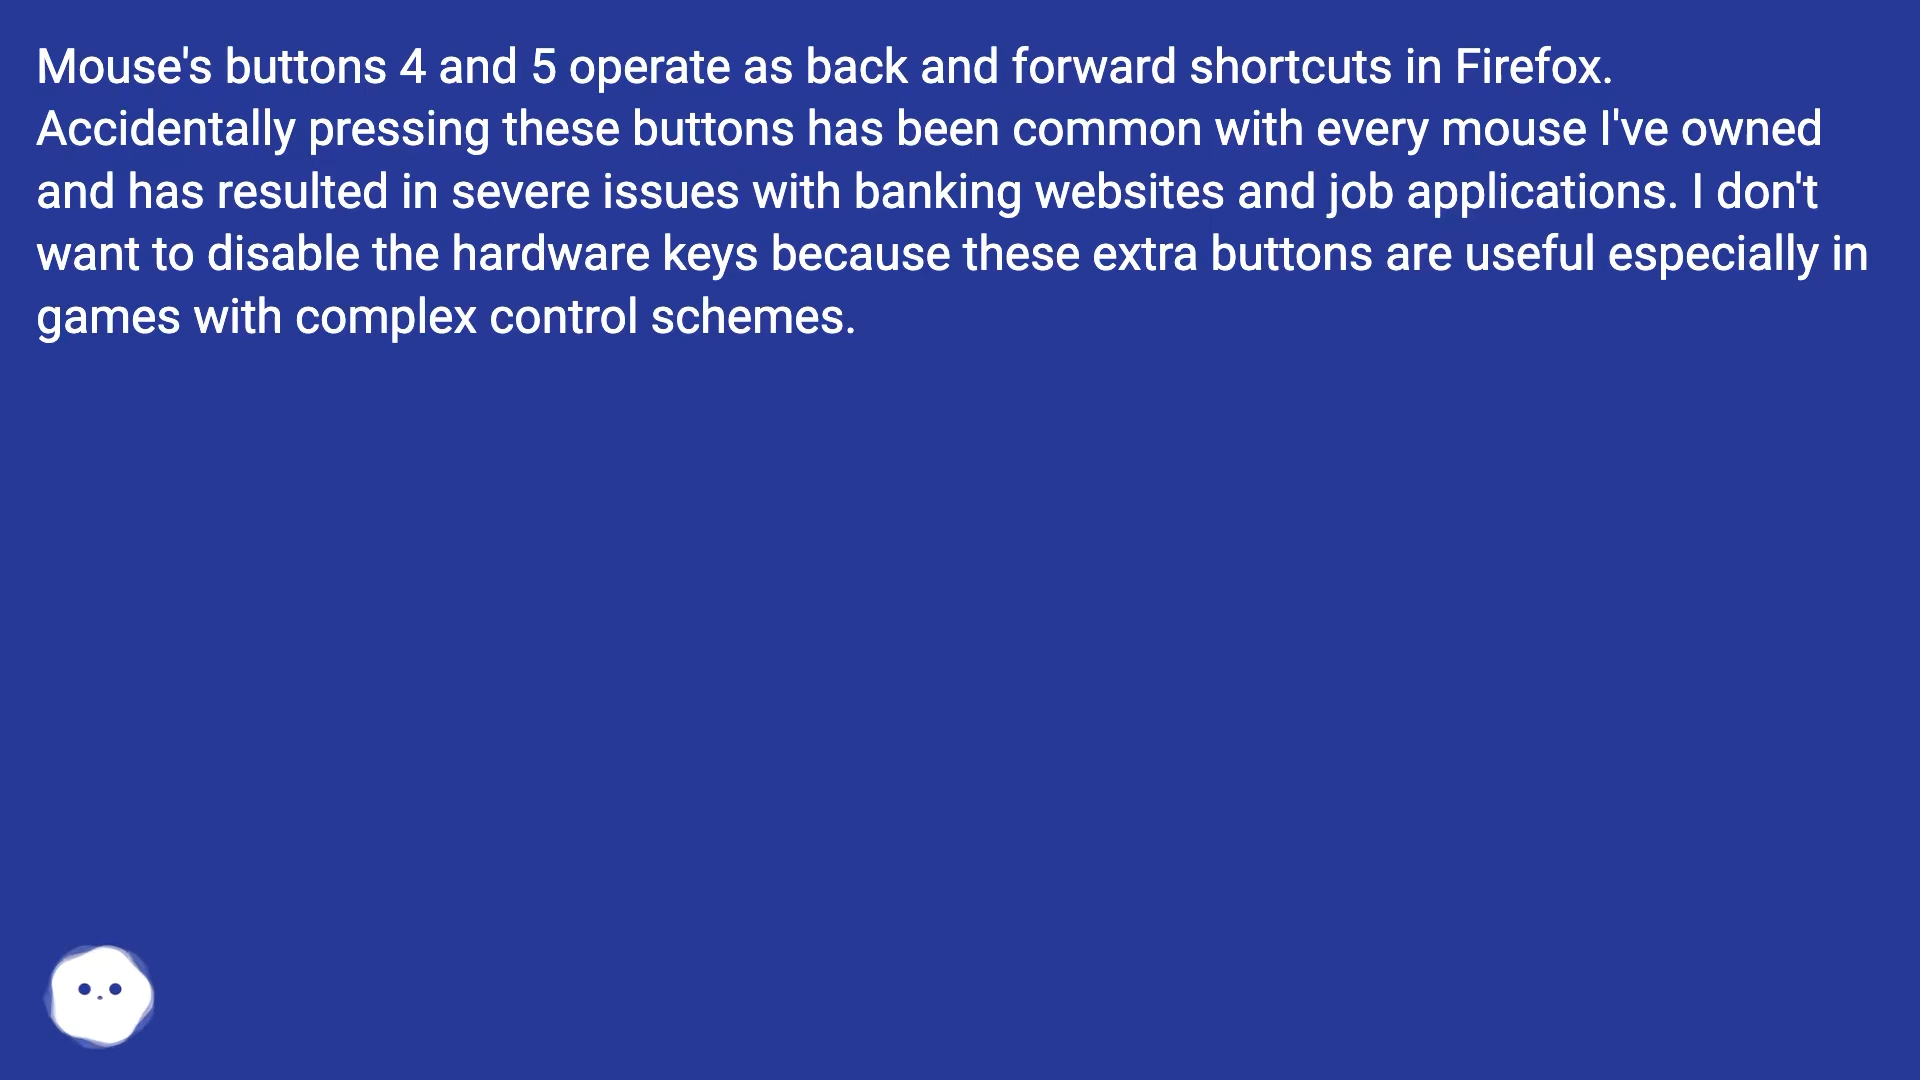 Mouse's buttons 4 and 5 operate as back and forward shortcuts in Firefox.
Accidentally pressing these buttons has been common with every mouse I've owned
and has resulted in severe issues with banking websites and job applications. I don't
want to disable the hardware keys because these extra buttons are useful especially in
games with complex control schemes.